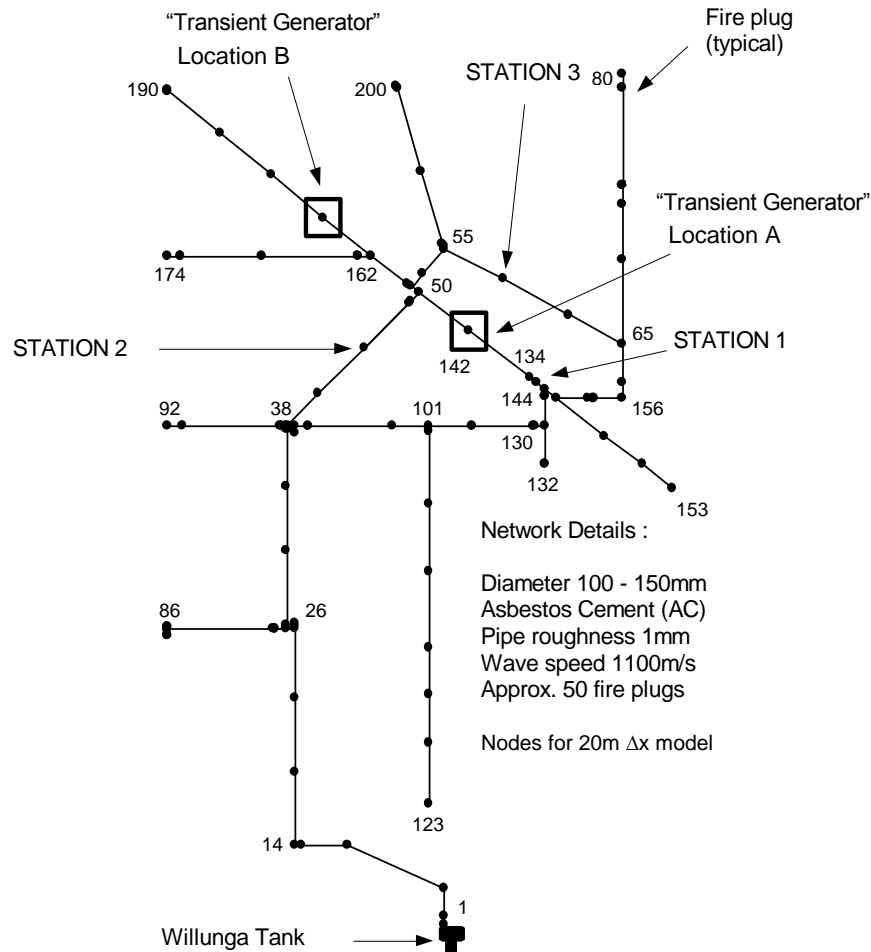 “Transient Generator”
Location B
Fire plug
(typical)
STATION 3
190
200
80
“Transient Generator”
Location A
55
174
162
50
65
STATION 2
STATION 1
134
142
144
92
38
101
130
156
132
153
Network Details :
Diameter 100 - 150mm
Asbestos Cement (AC)
Pipe roughness 1mm
Wave speed 1100m/s
Approx. 50 fire plugs
Nodes for 20m Δx model
86
26
123
14
1
Willunga Tank